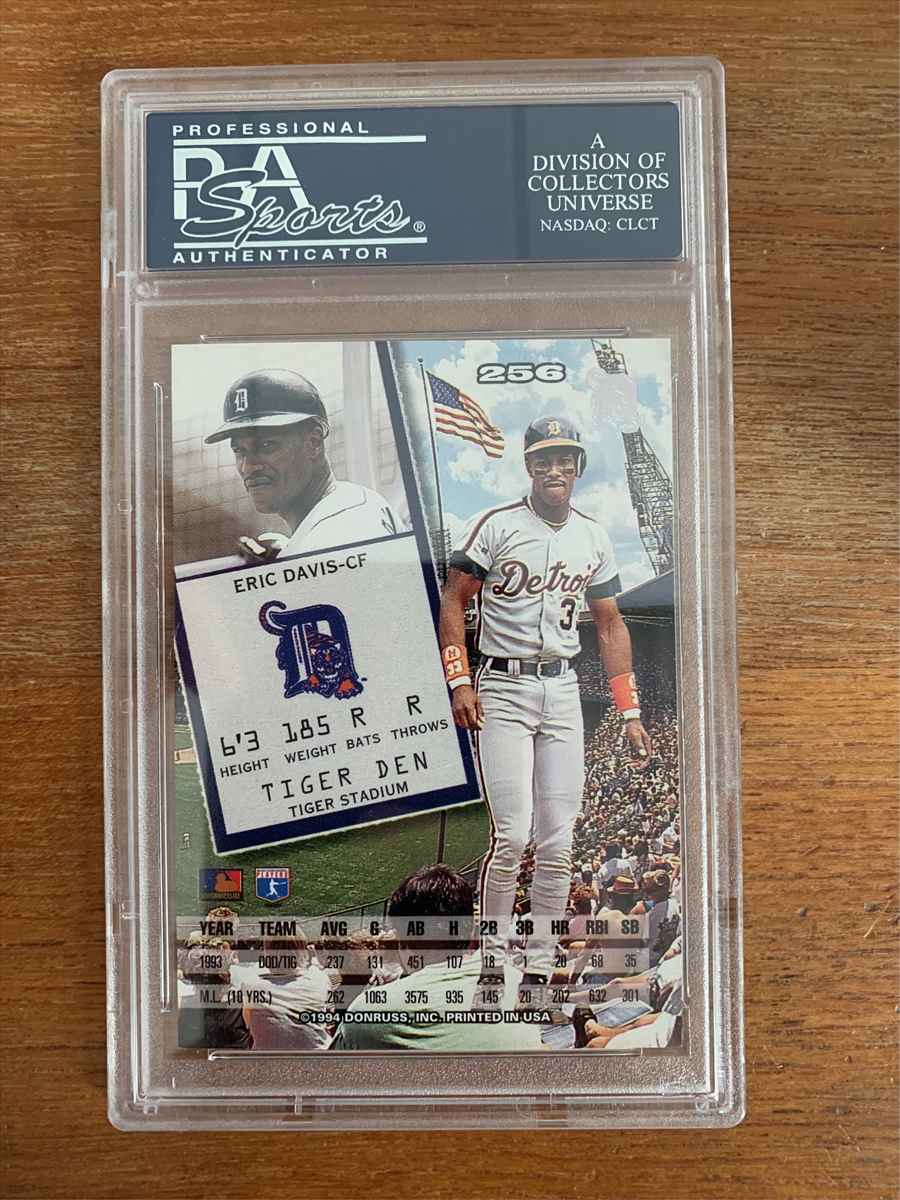 PROFESSIONAL
PSA
Sports®
AUTHENTICATOR
A
DIVISION OF
COLLECTORS
UNIVERSE
NASDAQ: CLCT
256
D
D
ERIC DAVIS-CF
D
6'3 185 R R
HEIGHT WEIGHT BATS THROWS
TIGER DEN
TIGER STADIUM
Detroit
3
H
33
PLAYERS
YEAR TEAM AVG G AB H 2B 3B HR RBI SB
1993 DOD/TIG .237 131 451 107 18 1 20 68 35
M.L. (10 YRS.) .262 1063 3575 935 145 20 202 632 301
©1994 DONRUSS, INC. PRINTED IN USA